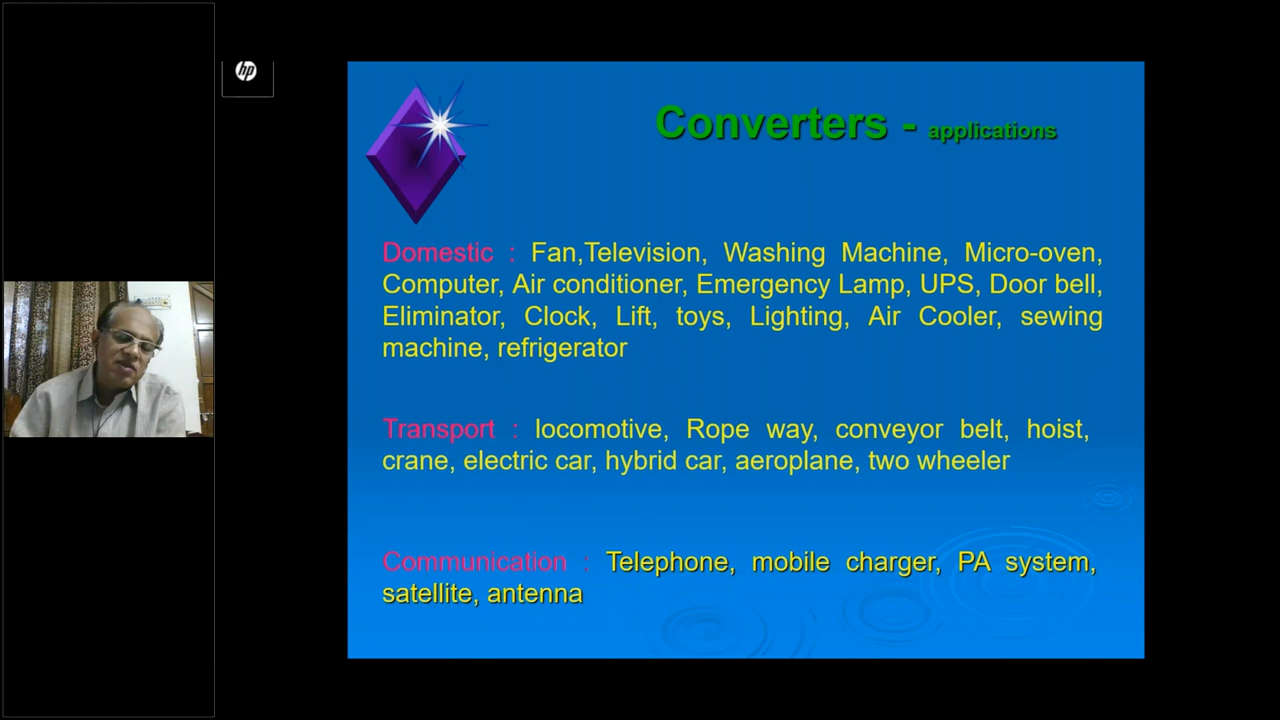 hp
Converters - applications
Domestic : Fan,Television, Washing Machine, Micro-oven,
Computer, Air conditioner, Emergency Lamp, UPS, Door bell,
Eliminator, Clock, Lift, toys, Lighting, Air Cooler, sewing
machine, refrigerator
Transport : locomotive, Rope way, conveyor belt, hoist,
crane, electric car, hybrid car, aeroplane, two wheeler
Communication : Telephone, mobile charger, PA system,
satellite, antenna